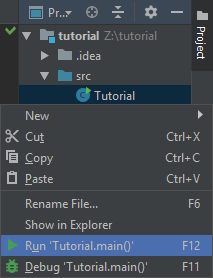 Pr...
Project
tutorial Z:\tutorial
.idea
src
Tutorial
New
Cut Ctrl+X
Copy Ctrl+C
Paste Ctrl+V
Rename File... F6
Show in Explorer
Run 'Tutorial.main()' F12
Debug 'Tutorial.main()' F11